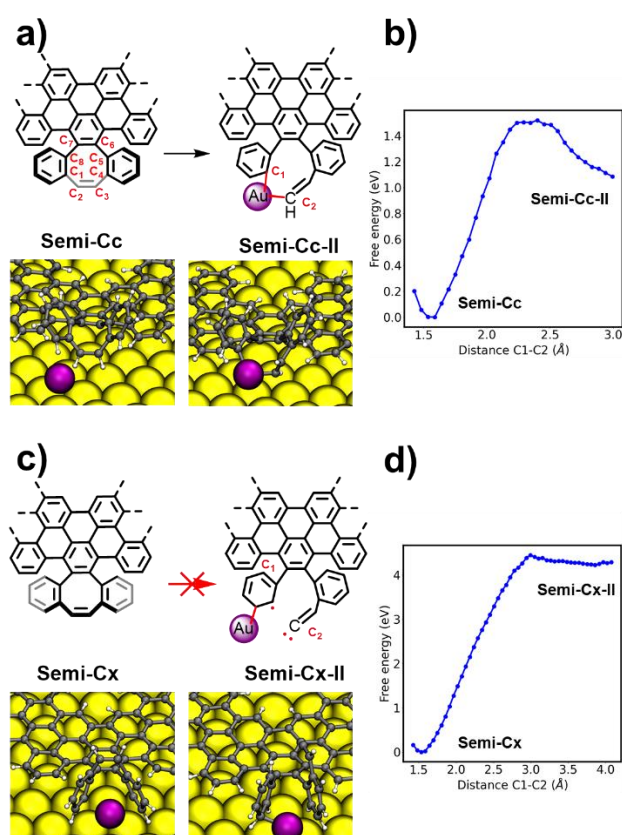 a)
b)
C7
C6
C8
C5
C1
C4
C2
C3
C1
Au
C
H
C2
Semi-Cc
Semi-Cc-II
Free energy (eV)
1.4
1.2
1.0
0.8
0.6
0.4
0.2
0.0
Semi-Cc-II
Semi-Cc
1.5
2.0
2.5
3.0
Distance C1-C2 (Å)
c)
d)
C1
Au
C
C2
Semi-Cx
Semi-Cx-II
Free energy (eV)
4
3
2
1
0
Semi-Cx-II
Semi-Cx
1.5
2.0
2.5
3.0
3.5
4.0
Distance C1-C2 (Å)